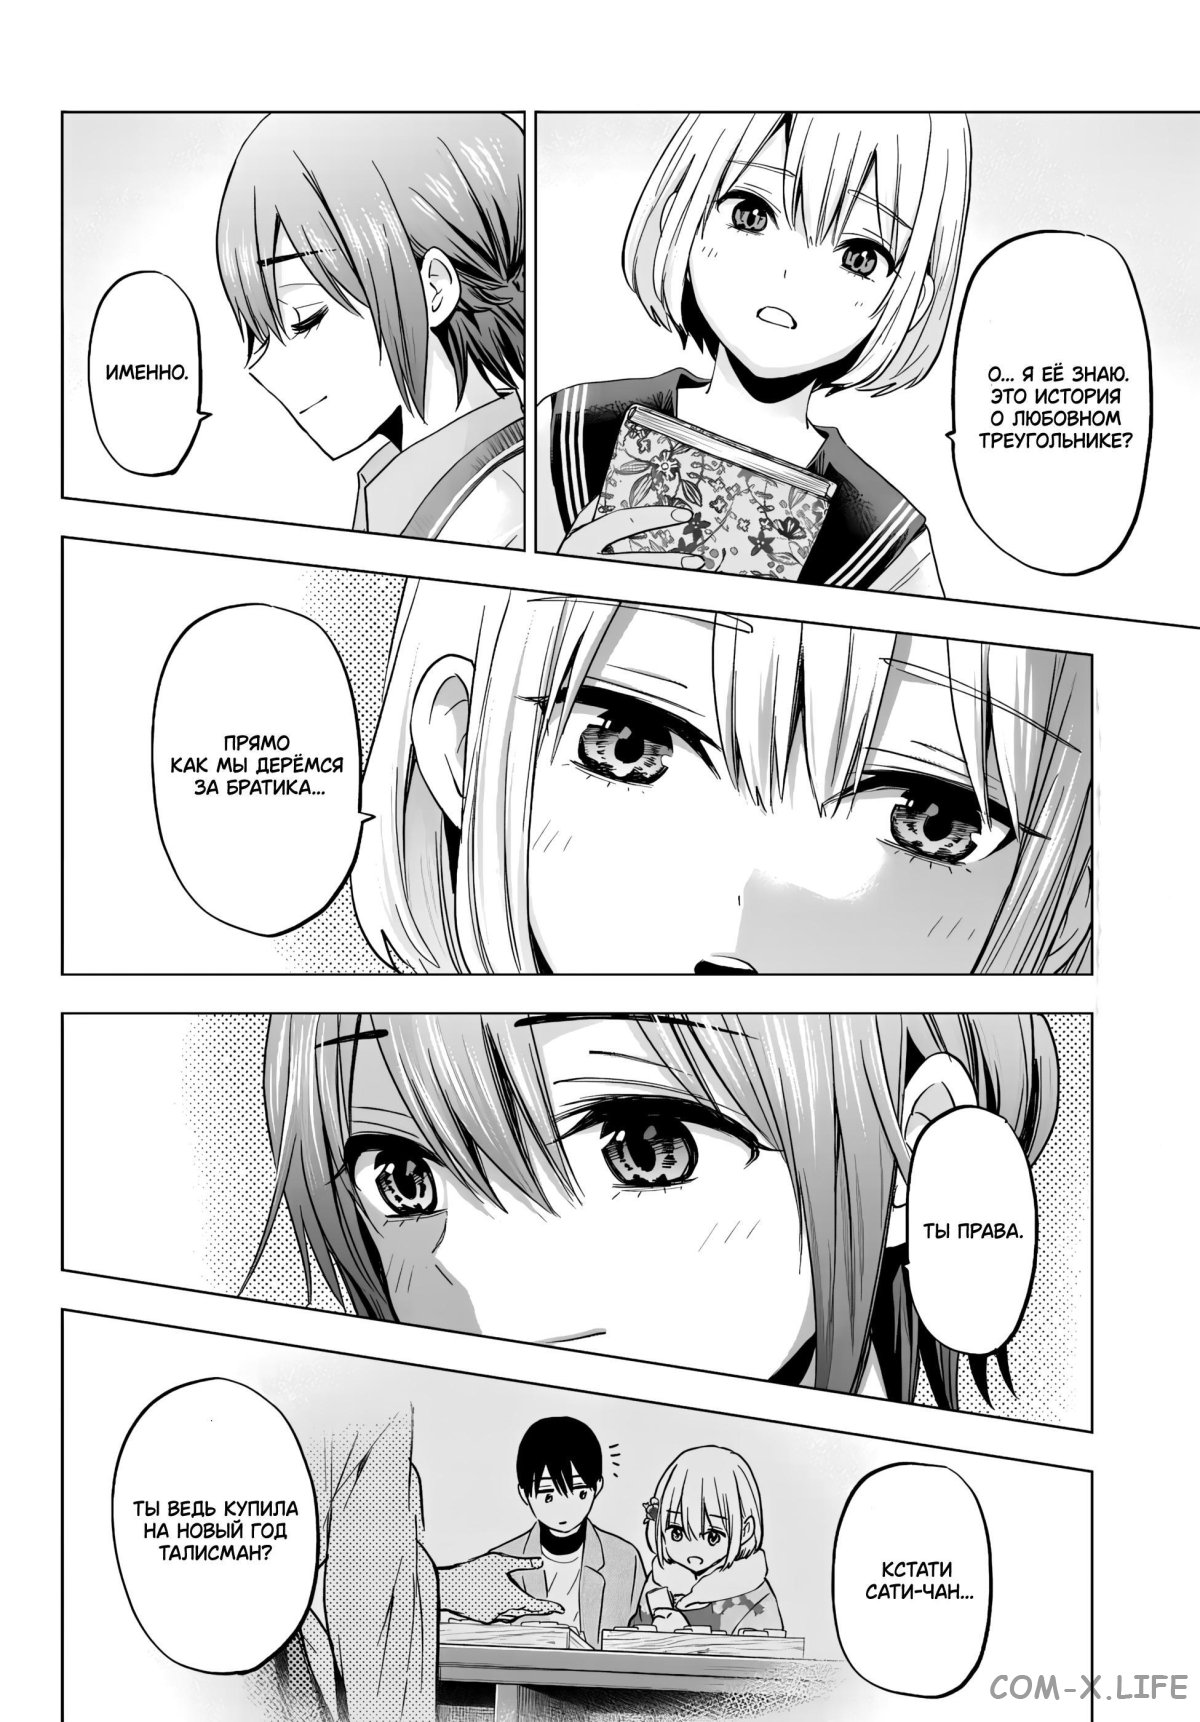 О... Я ЕЁ ЗНАЮ.
ЭТО ИСТОРИЯ
О ЛЮБОВНОМ
ТРЕУГОЛЬНИКЕ?
ИМЕННО.
ПРЯМО
КАК МЫ ДЕРЁМСЯ
ЗА БРАТИКА...
ТЫ ПРАВА.
КСТАТИ
САТИ-ЧАН...
ТЫ ВЕДЬ КУПИЛА
НА НОВЫЙ ГОД
ТАЛИСМАН?
COM-X.LIFE